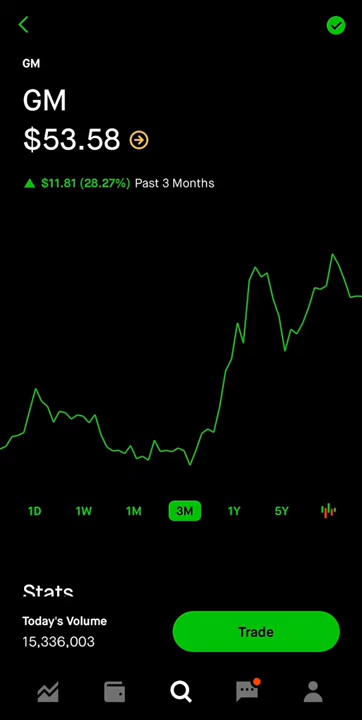 GM
GM
$53.58
$11.81 (28.27%) Past 3 Months
1D 1W 1M 3M 1Y 5Y
Stats
Today's Volume
15,336,003
Trade